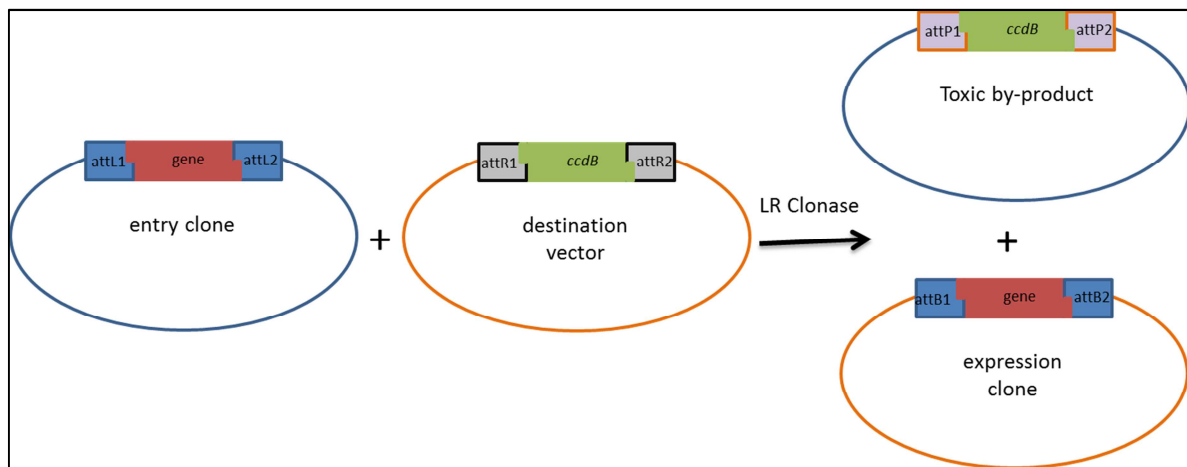 attL1 gene attL2
entry clone
+
attR1 ccdB attR2
destination
vector
LR Clonase
attP1 ccdB attP2
Toxic by-product
+
attB1 gene attB2
expression
clone